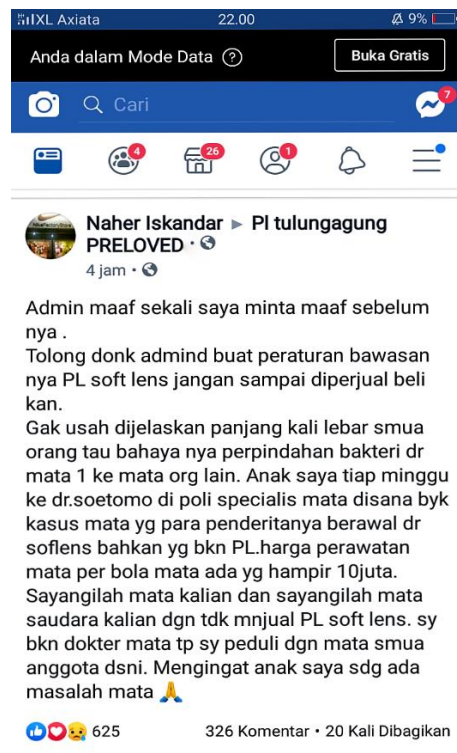 XL Axiata 22.00 9%
Anda dalam Mode Data ? Buka Gratis
Cari 7
4 26 1
Naher Iskandar ▸ Pl tulungagung
PRELOVED ·
4 jam ·
Admin maaf sekali saya minta maaf sebelum
nya .
Tolong donk admind buat peraturan bawasan
nya PL soft lens jangan sampai diperjual beli
kan.
Gak usah dijelaskan panjang kali lebar smua
orang tau bahaya nya perpindahan bakteri dr
mata 1 ke mata org lain. Anak saya tiap minggu
ke dr.soetomo di poli specialis mata disana byk
kasus mata yg para penderitanya berawal dr
soflens bahkan yg bkn PL.harga perawatan
mata per bola mata ada yg hampir 10juta.
Sayangilah mata kalian dan sayangilah mata
saudara kalian dgn tdk mnjual PL soft lens. sy
bkn dokter mata tp sy peduli dgn mata smua
anggota dsni. Mengingat anak saya sdg ada
masalah mata 🙏
625 326 Komentar • 20 Kali Dibagikan